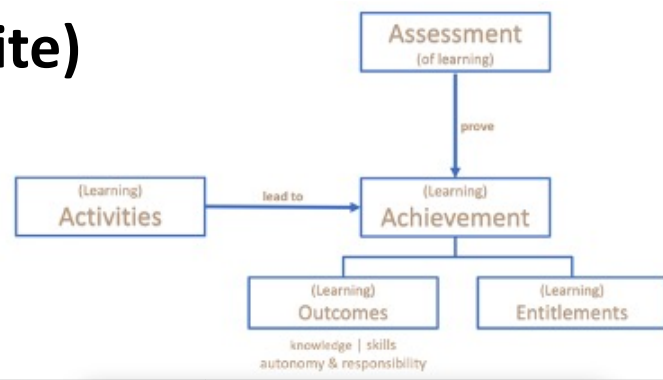 ite)
Assessment
(of learning)
prove
(Learning)
Activities
lead to
(Learning)
Achievement
(Learning)
Outcomes
(Learning)
Entitlements
knowledge | skills
autonomy & responsibility